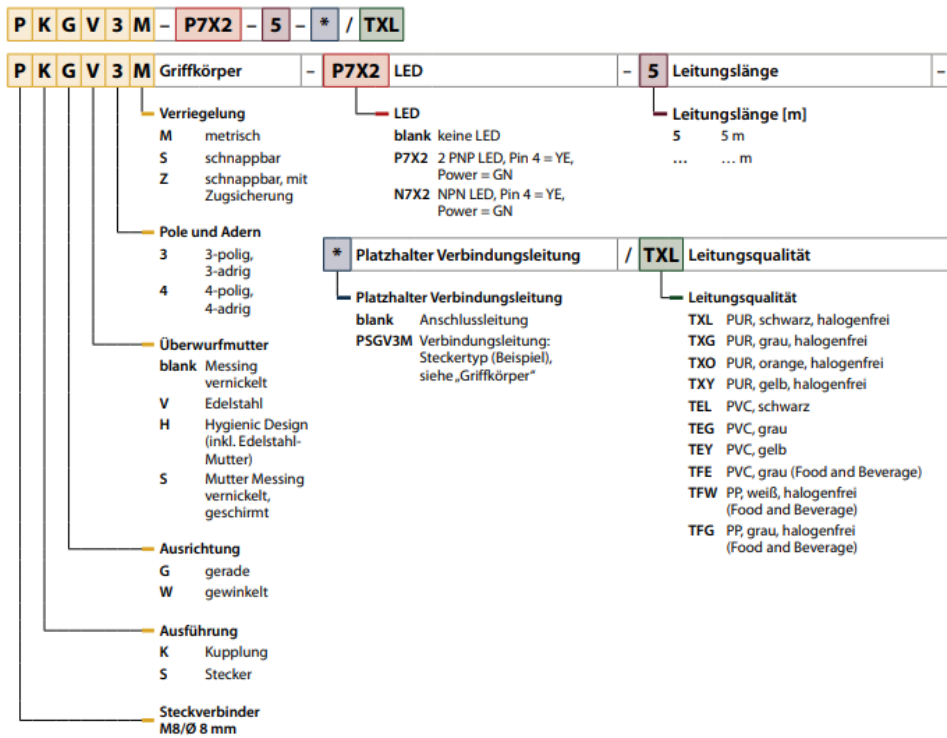 P K G V 3 M – P7X2 – 5 – * / TXL
P K G V 3 M Griffkörper – P7X2 LED – 5 Leitungslänge –
Verriegelung
M metrisch
S schnappbar
Z schnappbar, mit
Zugsicherung
LED
blank keine LED
P7X2 2 PNP LED, Pin 4 = YE,
Power = GN
N7X2 NPN LED, Pin 4 = YE,
Power = GN
Leitungslänge [m]
5 5 m
... ... m
Pole und Adern
3 3-polig,
3-adrig
4 4-polig,
4-adrig
* Platzhalter Verbindungsleitung / TXL Leitungsqualität
Platzhalter Verbindungsleitung
blank Anschlussleitung
PSGV3M Verbindungsleitung:
Steckertyp (Beispiel),
siehe „Griffkörper“
Leitungsqualität
TXL PUR, schwarz, halogenfrei
TXG PUR, grau, halogenfrei
TXO PUR, orange, halogenfrei
TXY PUR, gelb, halogenfrei
TEL PVC, schwarz
TEG PVC, grau
TEY PVC, gelb
TFE PVC, grau (Food and Beverage)
TFW PP, weiß, halogenfrei
(Food and Beverage)
TFG PP, grau, halogenfrei
(Food and Beverage)
Überwurfmutter
blank Messing
vernickelt
V Edelstahl
H Hygienic Design
(inkl. Edelstahl-
Mutter)
S Mutter Messing
vernickelt,
geschirmt
Ausrichtung
G gerade
W gewinkelt
Ausführung
K Kupplung
S Stecker
Steckverbinder
M8/Ø 8 mm